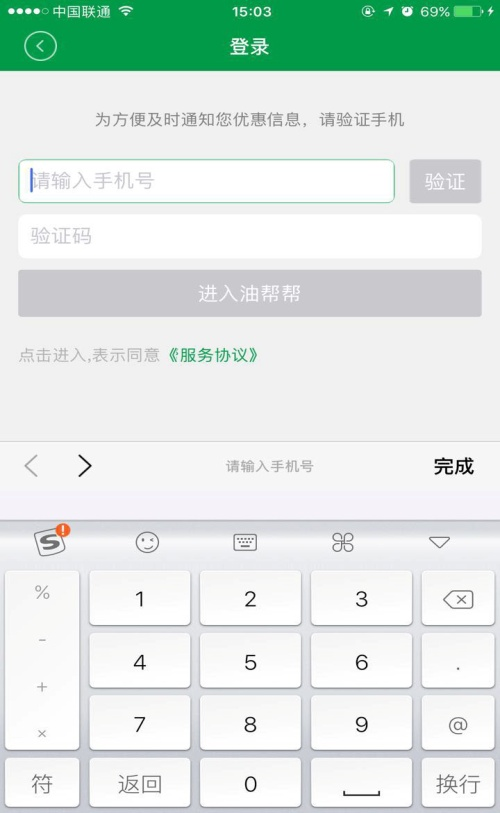 中国联通 15:03 69%
登录
为方便及时通知您优惠信息，请验证手机
请输入手机号 验证
验证码
进入油帮帮
点击进入,表示同意《服务协议》
请输入手机号 完成
S !
% 1 2 3
- 4 5 6 .
+
× 7 8 9 @
符 返回 0 换行